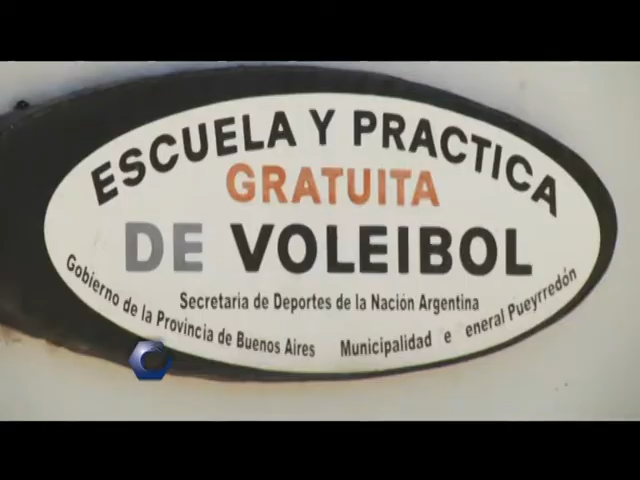 ESCUELA Y PRACTICA
GRATUITA
DE VOLEIBOL
Secretaria de Deportes de la Nación Argentina
Gobierno de la Provincia de Buenos Aires
Municipalidad e eneral Pueyrredón